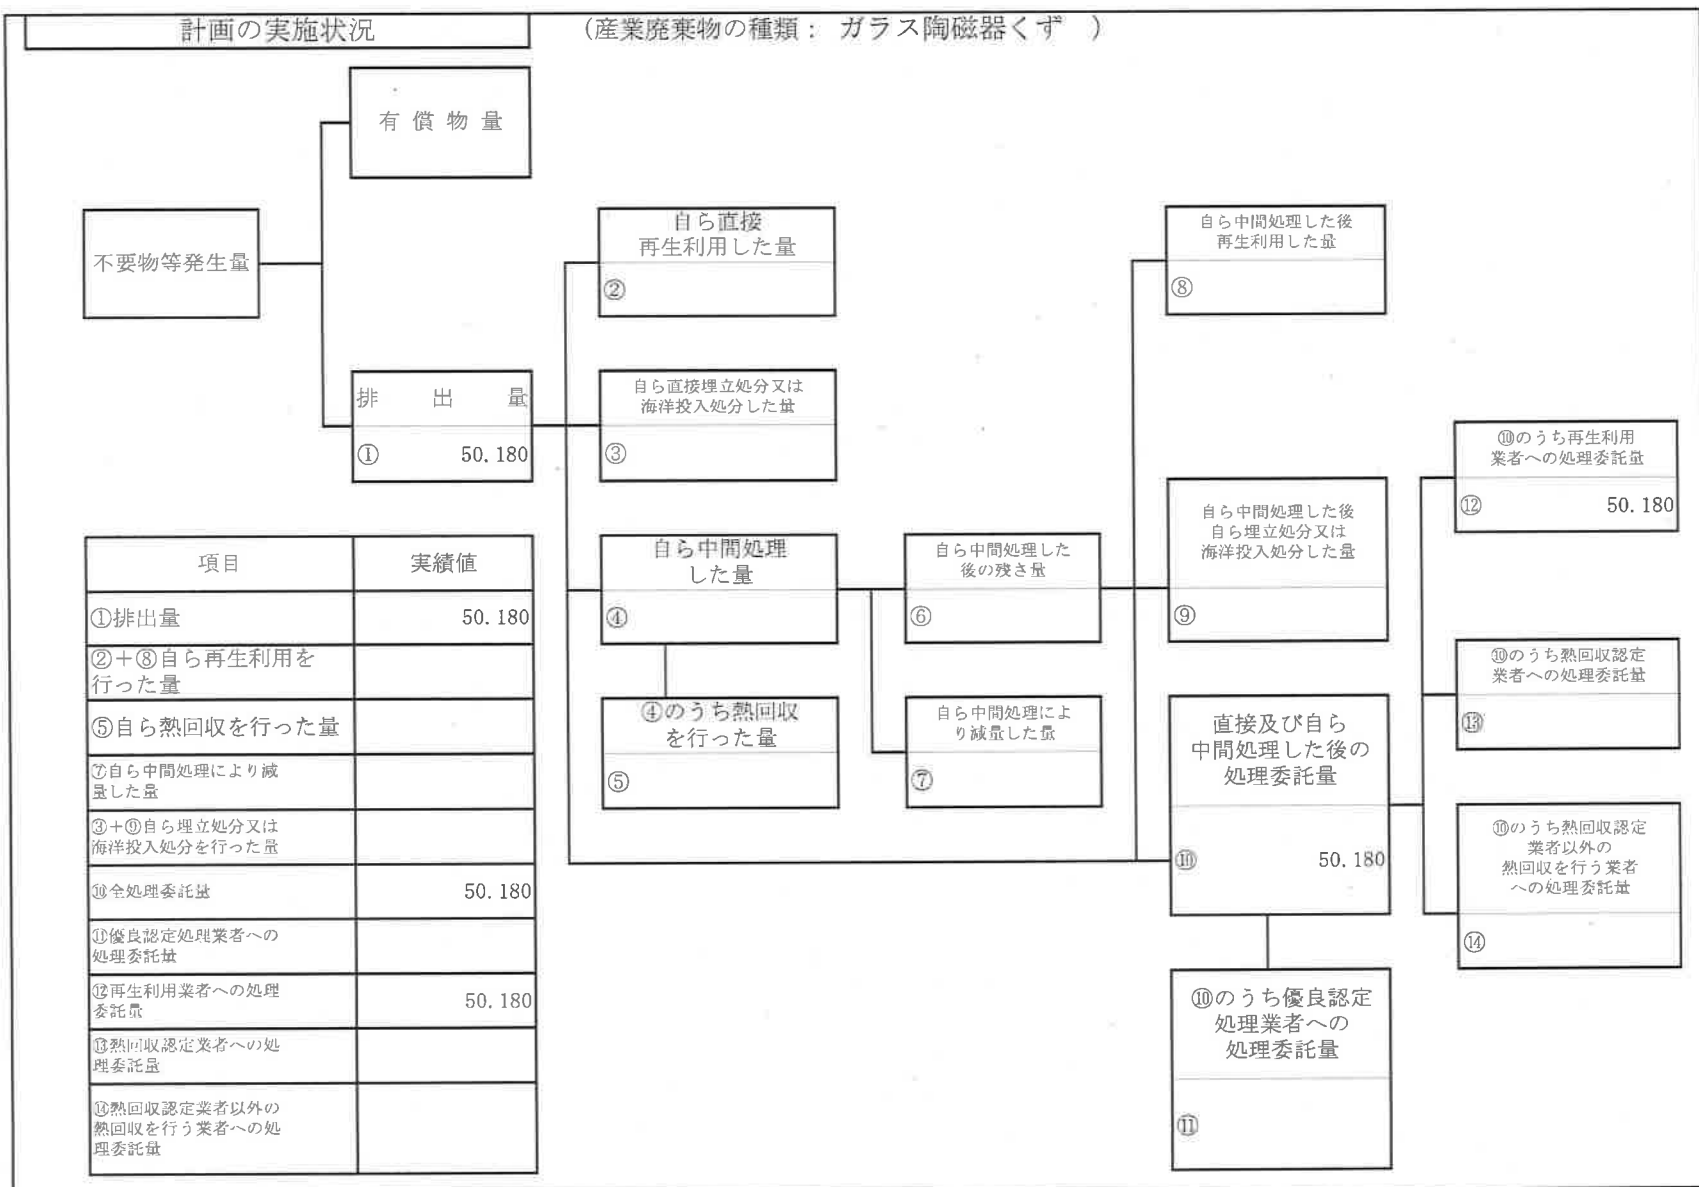 計画の実施状況
(産業廃棄物の種類： ガラス陶磁器くず )
有償物量
不要物等発生量
排出量
① 50.180
自ら直接
再生利用した量
②
自ら直接埋立処分又は
海洋投入処分した量
③
自ら中間処理
した量
④
④のうち熱回収
を行った量
⑤
自ら中間処理した
後の残さ量
⑥
自ら中間処理によ
り減量した量
⑦
自ら中間処理した後
再生利用した量
⑧
自ら中間処理した後
自ら埋立処分又は
海洋投入処分した量
⑨
直接及び自ら
中間処理した後の
処理委託量
⑩ 50.180
⑩のうち優良認定
処理業者への
処理委託量
⑪
⑩のうち再生利用
業者への処理委託量
⑫ 50.180
⑩のうち熱回収認定
業者への処理委託量
⑬
⑩のうち熱回収認定
業者以外の
熱回収を行う業者
への処理委託量
⑭
項目 実績値
①排出量 50.180
②＋⑧自ら再生利用を
行った量
⑤自ら熱回収を行った量
⑦自ら中間処理により減
量した量
③＋⑨自ら埋立処分又は
海洋投入処分を行った量
⑩全処理委託量 50.180
⑪優良認定処理業者への
処理委託量
⑫再生利用業者への処理
委託量 50.180
⑬熱回収認定業者への処
理委託量
⑭熱回収認定業者以外の
熱回収を行う業者への処
理委託量